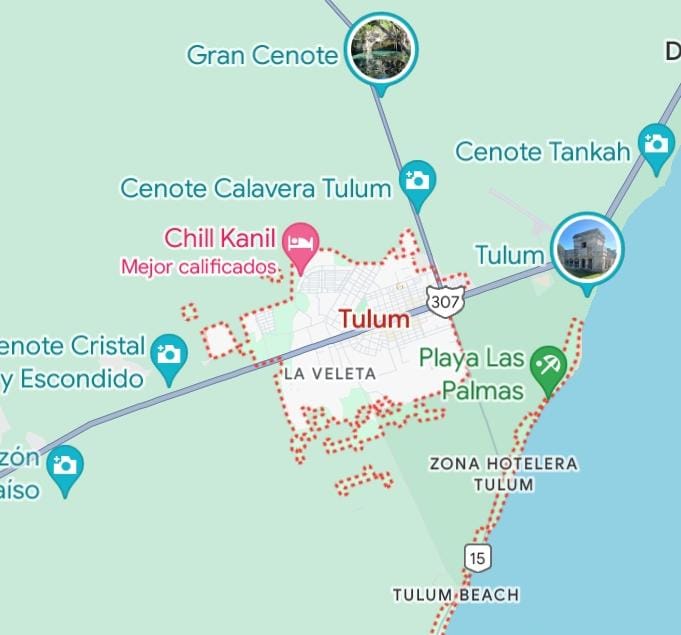 Gran Cenote
D
Cenote Tankah
Cenote Calavera Tulum
Chill Kanil
Mejor calificados
Tulum
307
Tulum
enote Cristal
y Escondido
LA VELETA
Playa Las
Palmas
zón
aíso
ZONA HOTELERA
TULUM
15
TULUM BEACH